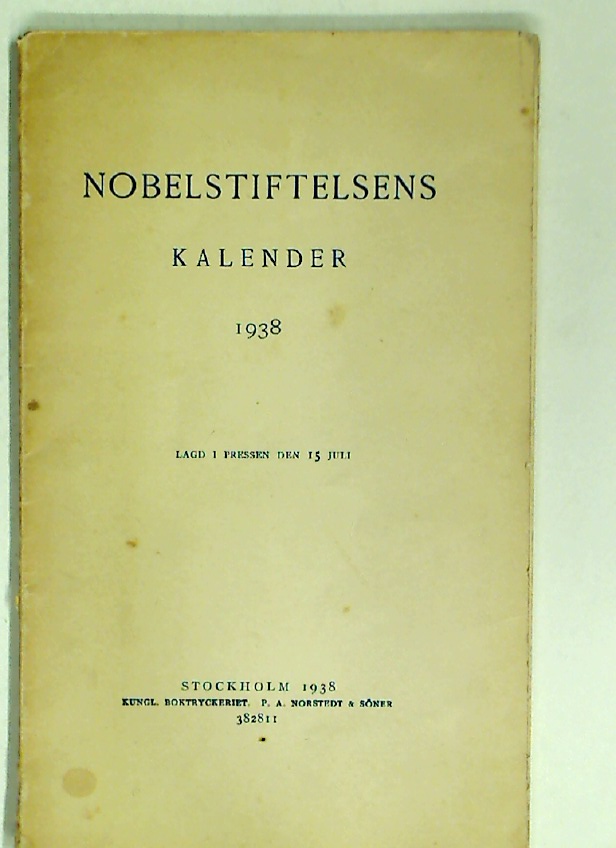 NOBELSTIFTELSENS
KALENDER
1938
LAGD I PRESSEN DEN 15 JULI
STOCKHOLM 1938
KUNGL. BOKTRYCKERIET. P. A. NORSTEDT & SÖNER
382811